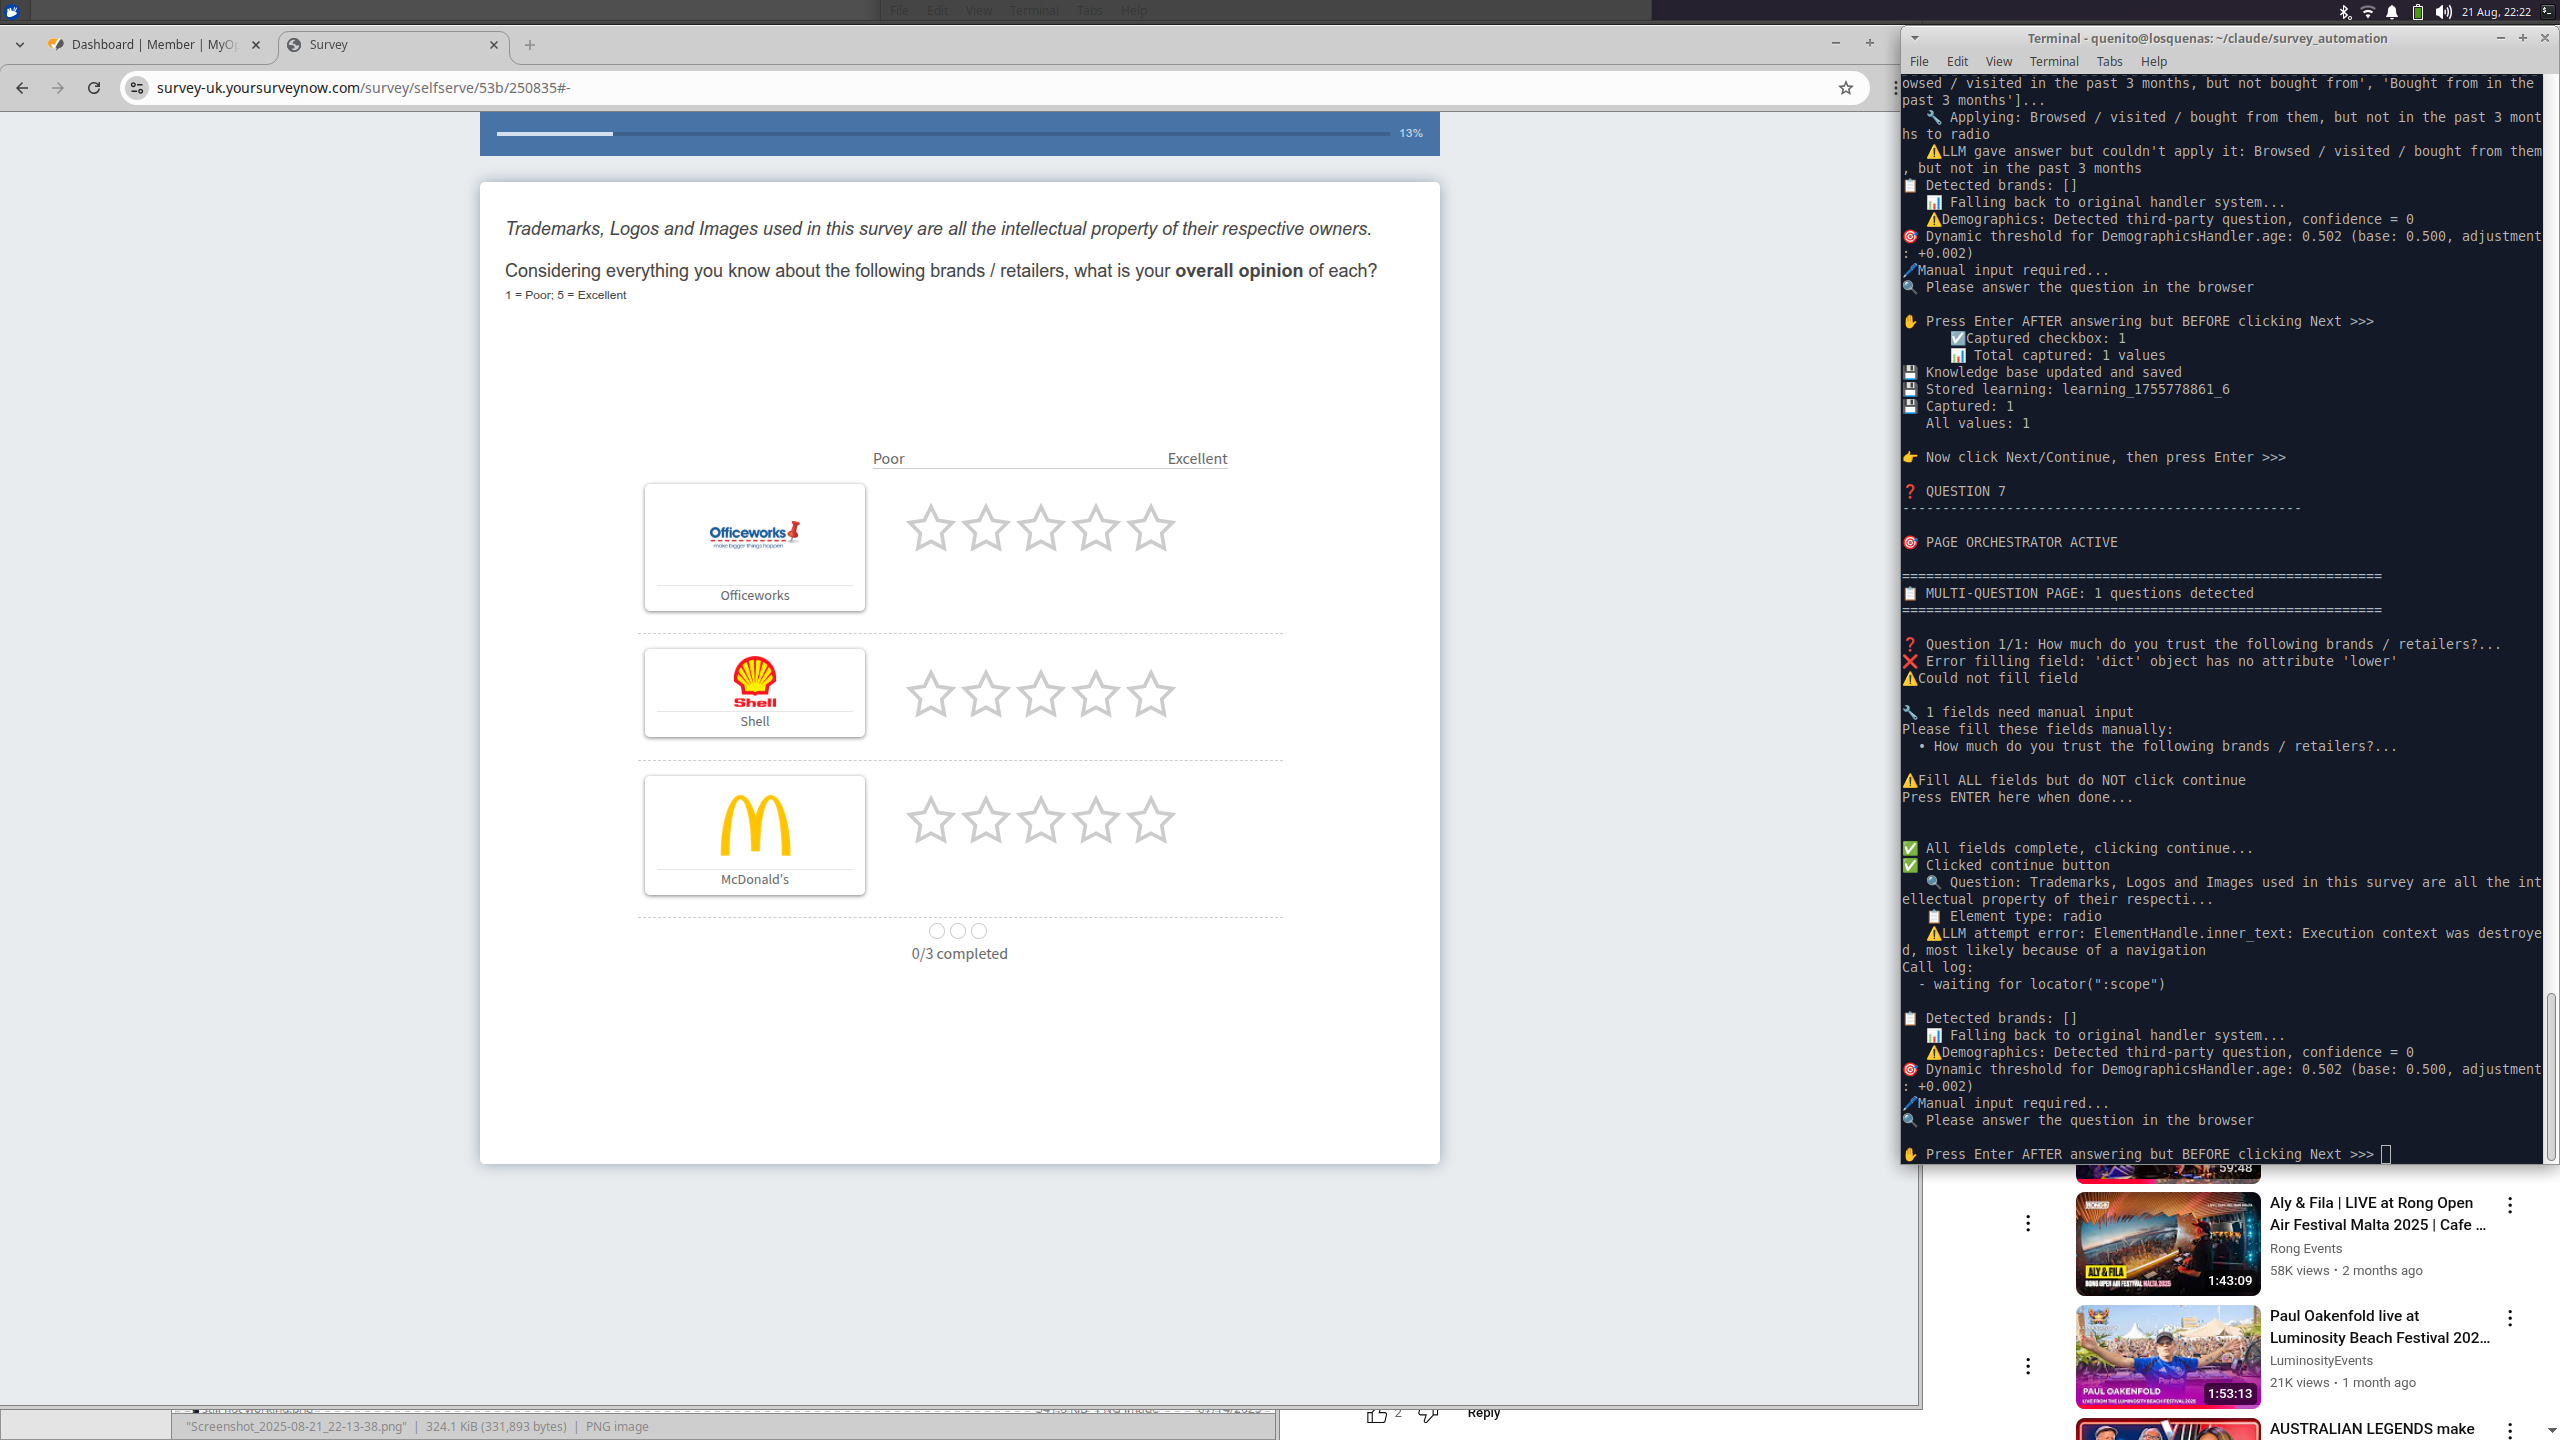 File Edit View Terminal Tabs Help
21 Aug, 22:22
Dashboard | Member | MyOp
Survey
survey-uk.yoursurveynow.com/survey/selfserve/53b/250835#-
13%
Trademarks, Logos and Images used in this survey are all the intellectual property of their respective owners.
Considering everything you know about the following brands / retailers, what is your overall opinion of each?
1 = Poor; 5 = Excellent
Poor Excellent
Officeworks
make bigger things happen
Officeworks
Shell
Shell
McDonald's
0/3 completed
Terminal - quenito@losquenas: ~/claude/survey_automation
File Edit View Terminal Tabs Help
owsed / visited in the past 3 months, but not bought from', 'Bought from in the
past 3 months']...
🔧 Applying: Browsed / visited / bought from them, but not in the past 3 mont
hs to radio
⚠️LLM gave answer but couldn't apply it: Browsed / visited / bought from them
, but not in the past 3 months
📋 Detected brands: []
📊 Falling back to original handler system...
⚠️Demographics: Detected third-party question, confidence = 0
🎯 Dynamic threshold for DemographicsHandler.age: 0.502 (base: 0.500, adjustment
: +0.002)
🖊️Manual input required...
🔍 Please answer the question in the browser
✋ Press Enter AFTER answering but BEFORE clicking Next >>>
☑️Captured checkbox: 1
📊 Total captured: 1 values
💾 Knowledge base updated and saved
💾 Stored learning: learning_1755778861_6
💾 Captured: 1
All values: 1
👉 Now click Next/Continue, then press Enter >>>
❓ QUESTION 7
--------------------------------------------------
🎯 PAGE ORCHESTRATOR ACTIVE
============================================================
📋 MULTI-QUESTION PAGE: 1 questions detected
============================================================
❓ Question 1/1: How much do you trust the following brands / retailers?...
❌ Error filling field: 'dict' object has no attribute 'lower'
⚠️Could not fill field
🔧 1 fields need manual input
Please fill these fields manually:
• How much do you trust the following brands / retailers?...
⚠️Fill ALL fields but do NOT click continue
Press ENTER here when done...
✅ All fields complete, clicking continue...
✅ Clicked continue button
🔍 Question: Trademarks, Logos and Images used in this survey are all the int
ellectual property of their respecti...
📋 Element type: radio
⚠️LLM attempt error: ElementHandle.inner_text: Execution context was destroye
d, most likely because of a navigation
Call log:
- waiting for locator(":scope")
📋 Detected brands: []
📊 Falling back to original handler system...
⚠️Demographics: Detected third-party question, confidence = 0
🎯 Dynamic threshold for DemographicsHandler.age: 0.502 (base: 0.500, adjustment
: +0.002)
🖊️Manual input required...
🔍 Please answer the question in the browser
✋ Press Enter AFTER answering but BEFORE clicking Next >>>
59:48
Aly & Fila | LIVE at Rong Open
Air Festival Malta 2025 | Cafe ...
Rong Events
58K views • 2 months ago
ALY & FILA
1:43:09
Paul Oakenfold live at
Luminosity Beach Festival 202...
LuminosityEvents
21K views • 1 month ago
PAUL OAKENFOLD
1:53:13
AUSTRALIAN LEGENDS make
2 Reply
"Screenshot_2025-08-21_22-13-38.png" | 324.1 KiB (331,893 bytes) | PNG image